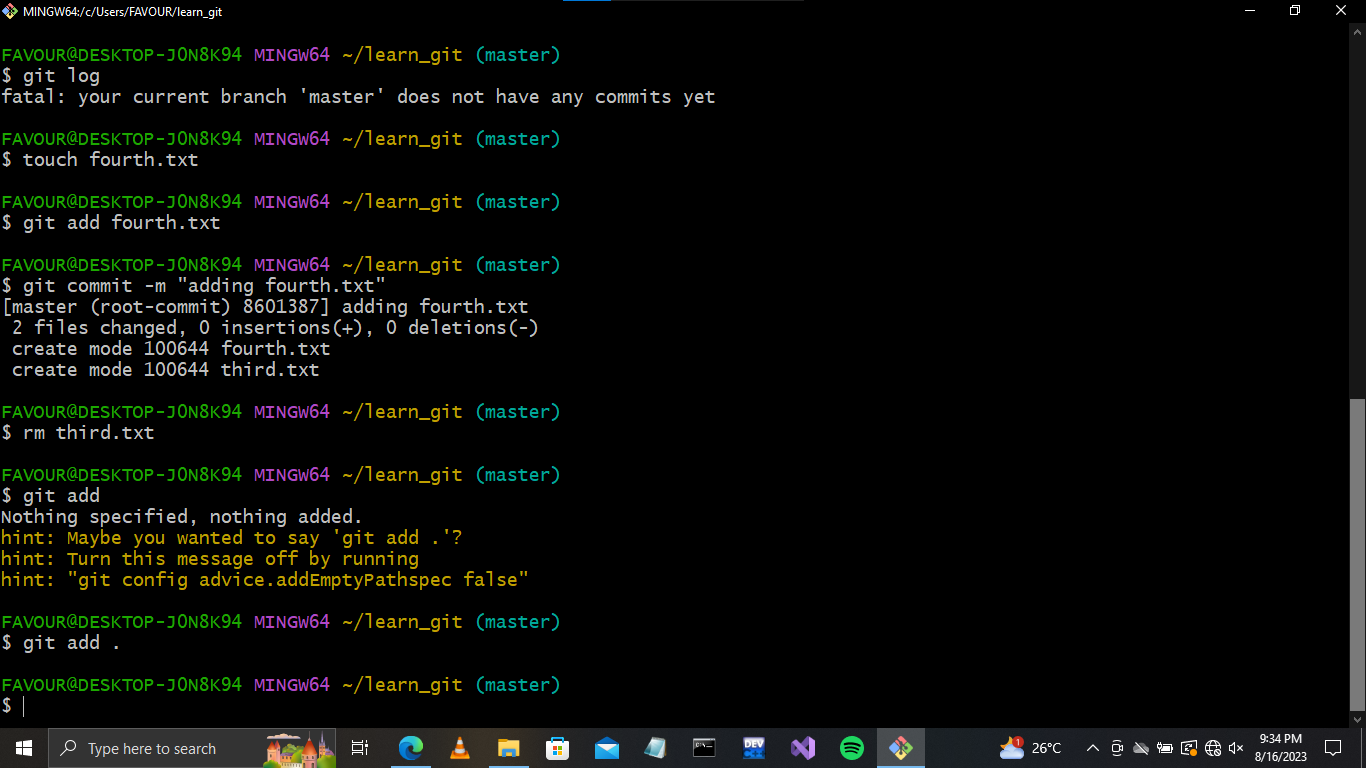 MINGW64:/c/Users/FAVOUR/learn_git
FAVOUR@DESKTOP-J0N8K94 MINGW64 ~/learn_git (master)
$ git log
fatal: your current branch 'master' does not have any commits yet
FAVOUR@DESKTOP-J0N8K94 MINGW64 ~/learn_git (master)
$ touch fourth.txt
FAVOUR@DESKTOP-J0N8K94 MINGW64 ~/learn_git (master)
$ git add fourth.txt
FAVOUR@DESKTOP-J0N8K94 MINGW64 ~/learn_git (master)
$ git commit -m "adding fourth.txt"
[master (root-commit) 8601387] adding fourth.txt
 2 files changed, 0 insertions(+), 0 deletions(-)
 create mode 100644 fourth.txt
 create mode 100644 third.txt
FAVOUR@DESKTOP-J0N8K94 MINGW64 ~/learn_git (master)
$ rm third.txt
FAVOUR@DESKTOP-J0N8K94 MINGW64 ~/learn_git (master)
$ git add
Nothing specified, nothing added.
hint: Maybe you wanted to say 'git add .'?
hint: Turn this message off by running
hint: "git config advice.addEmptyPathspec false"
FAVOUR@DESKTOP-J0N8K94 MINGW64 ~/learn_git (master)
$ git add .
FAVOUR@DESKTOP-J0N8K94 MINGW64 ~/learn_git (master)
$
Type here to search
DEV
1
26°C
9:34 PM
8/16/2023